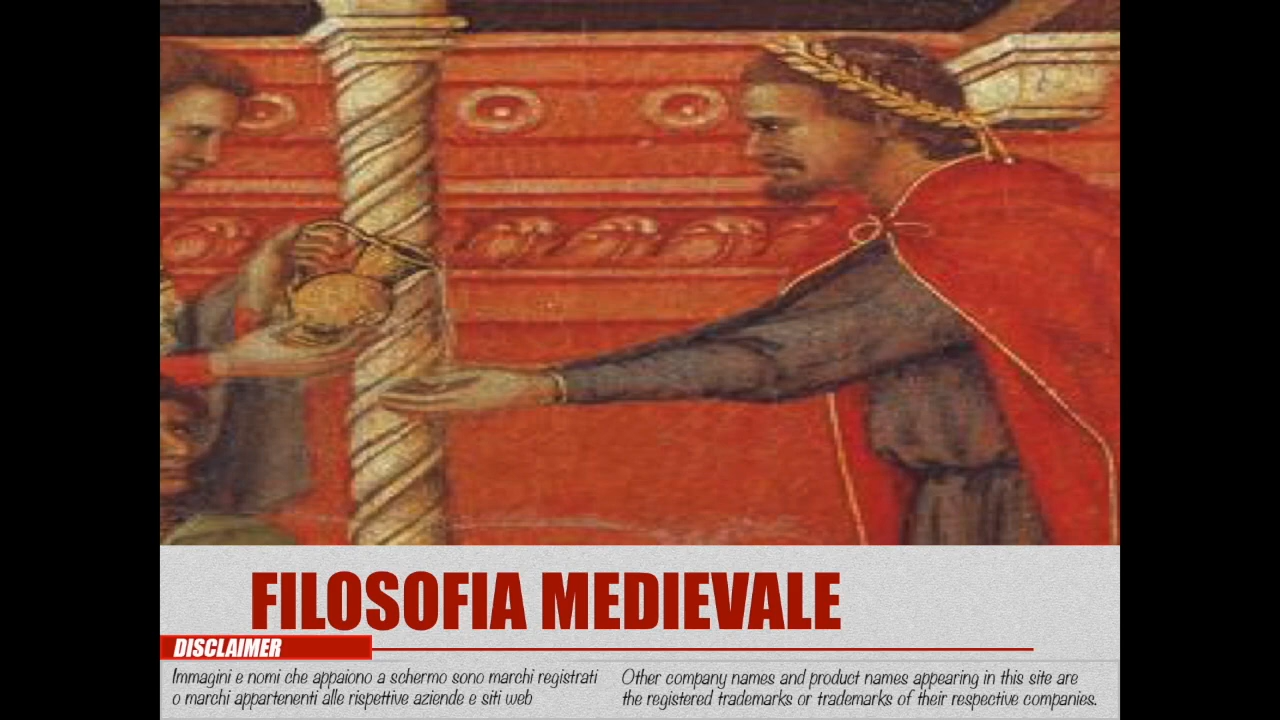 FILOSOFIA MEDIEVALE
DISCLAIMER
Immagini e nomi che appaiono a schermo sono marchi registrati
o marchi appartenenti alle rispettive aziende e siti web
Other company names and product names appearing in this site are
the registered trademarks or trademarks of their respective companies.